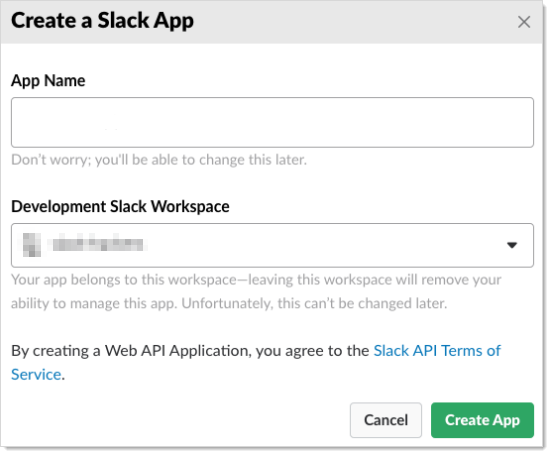 Create a Slack App
App Name
Don't worry; you'll be able to change this later.
Development Slack Workspace
Your app belongs to this workspace—leaving this workspace will remove your
ability to manage this app. Unfortunately, this can't be changed later.
By creating a Web API Application, you agree to the Slack API Terms of
Service.
Cancel Create App